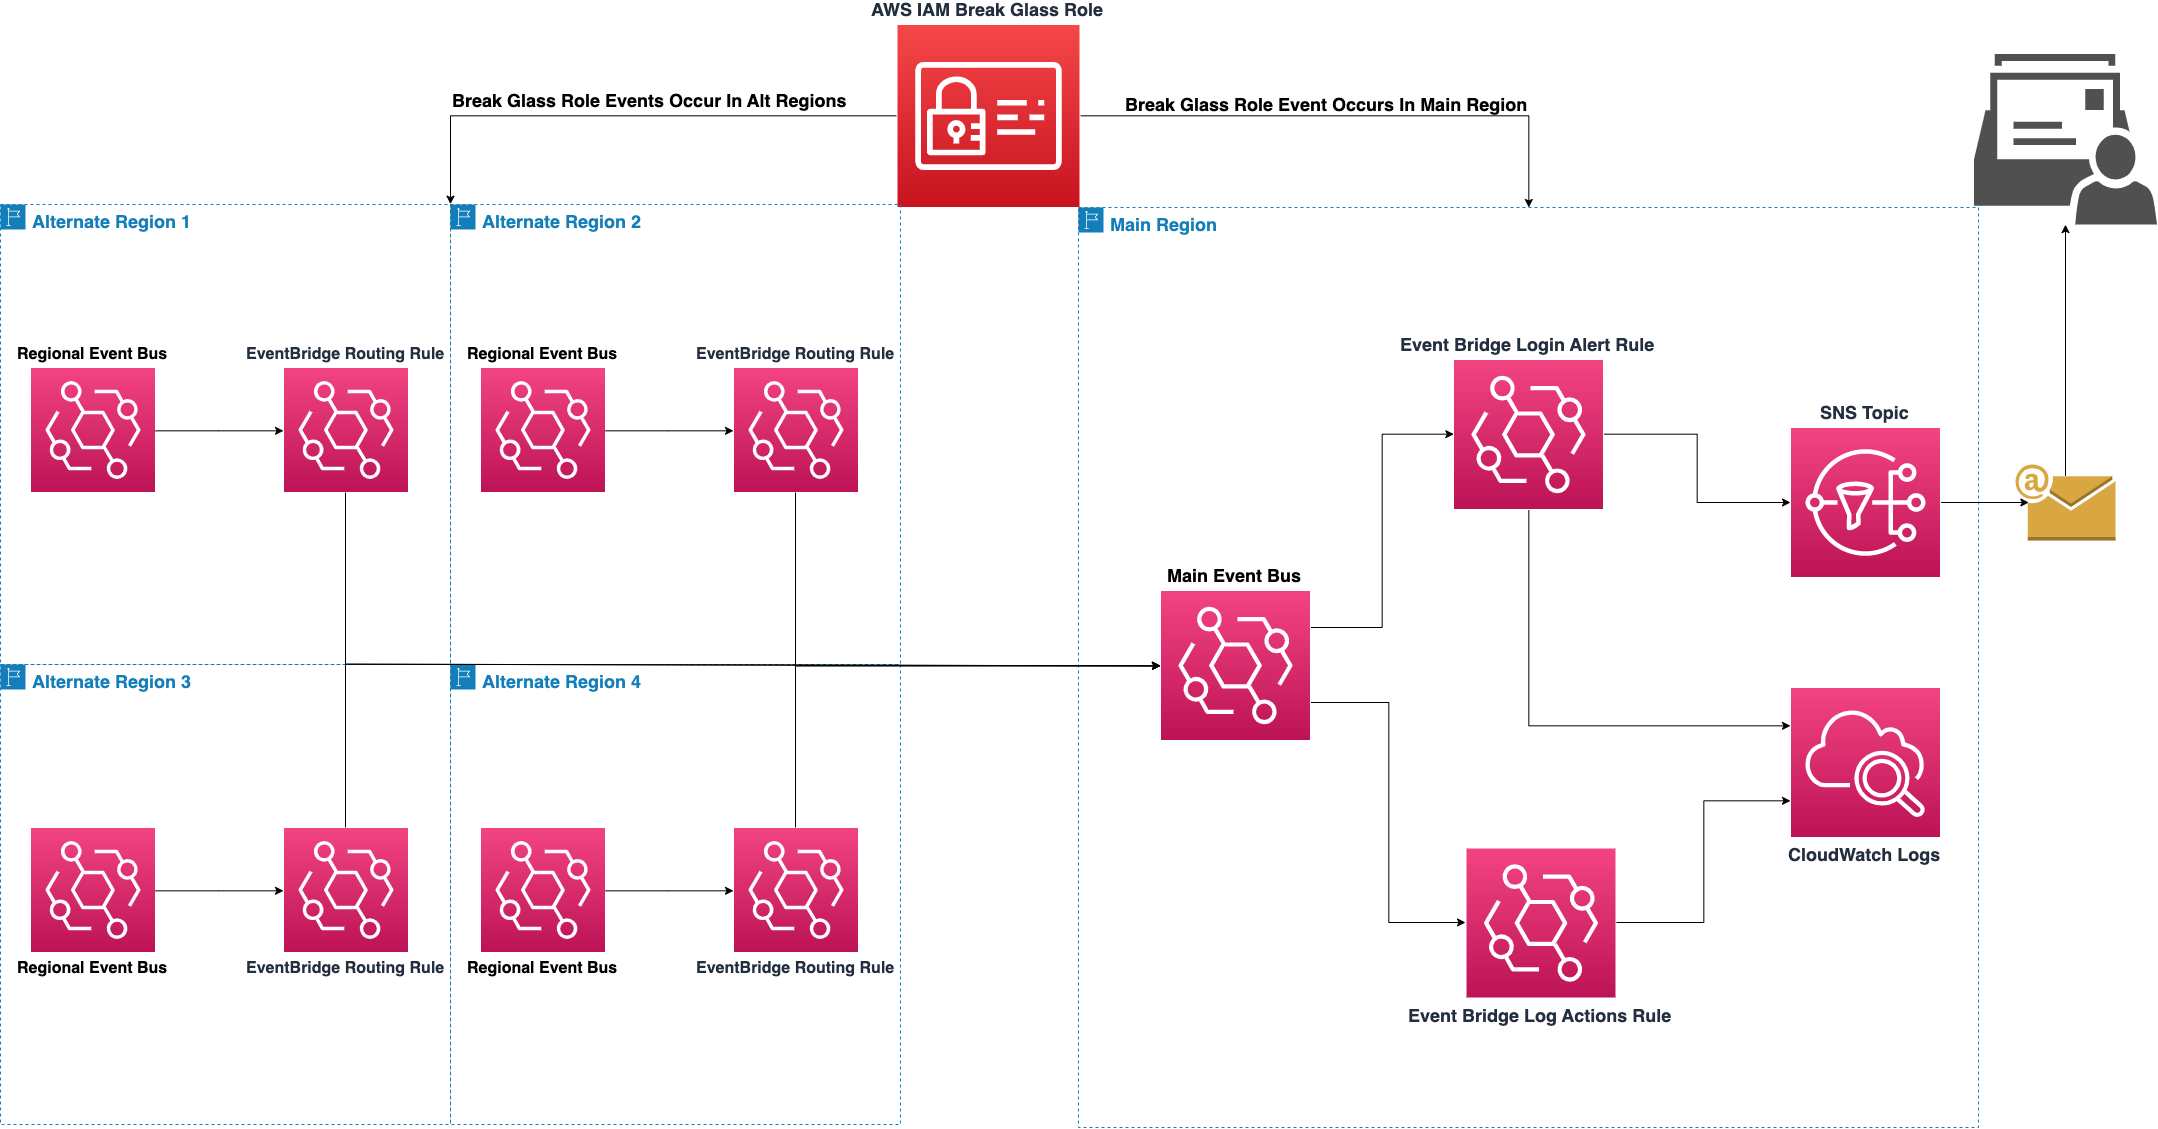 AWS IAM Break Glass Role
Break Glass Role Events Occur In Alt Regions
Break Glass Role Event Occurs In Main Region
Alternate Region 1
Alternate Region 2
Main Region
Regional Event Bus
EventBridge Routing Rule
Regional Event Bus
EventBridge Routing Rule
Event Bridge Login Alert Rule
SNS Topic
@
Main Event Bus
Alternate Region 3
Alternate Region 4
CloudWatch Logs
Regional Event Bus
EventBridge Routing Rule
Regional Event Bus
EventBridge Routing Rule
Event Bridge Log Actions Rule